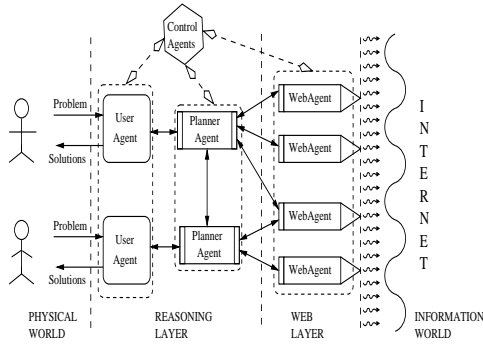 Control
Agents
Problem
User
Agent
Solutions
Planner
Agent
WebAgent
WebAgent
WebAgent
WebAgent
Problem
User
Agent
Solutions
Planner
Agent
I
N
T
E
R
N
E
T
PHYSICAL
WORLD
REASONING
LAYER
WEB
LAYER
INFORMATION
WORLD